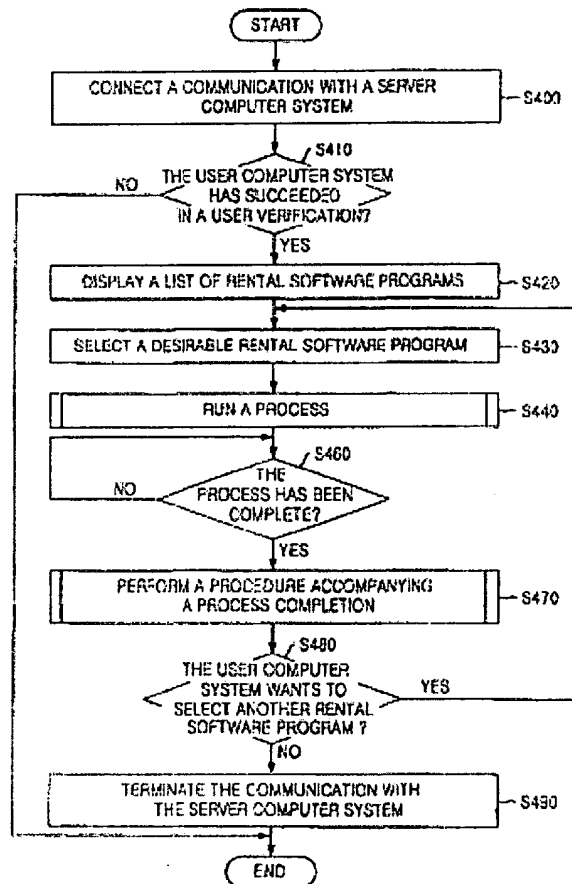 START
CONNECT A COMMUNICATION WITH A SERVER
COMPUTER SYSTEM
S400
S410
THE USER COMPUTER SYSTEM
HAS SUCCEEDED
IN A USER VERIFICATION?
NO
YES
DISPLAY A LIST OF RENTAL SOFTWARE PROGRAMS
S420
SELECT A DESIRABLE RENTAL SOFTWARE PROGRAM
S430
RUN A PROCESS
S440
S460
THE
PROCESS HAS BEEN
COMPLETE?
NO
YES
PERFORM A PROCEDURE ACCOMPANYING
A PROCESS COMPLETION
S470
S480
THE USER COMPUTER
SYSTEM WANTS TO
SELECT ANOTHER RENTAL
SOFTWARE PROGRAM ?
YES
NO
TERMINATE THE COMMUNICATION WITH
THE SERVER COMPUTER SYSTEM
S490
END